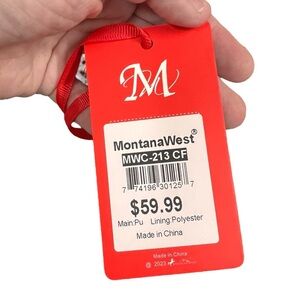 M
MontanaWest®
MWC-213 CF
7 74196 30125 7
$59.99
Main:Pu Lining:Polyester
Made in China
Made in China
© 2023